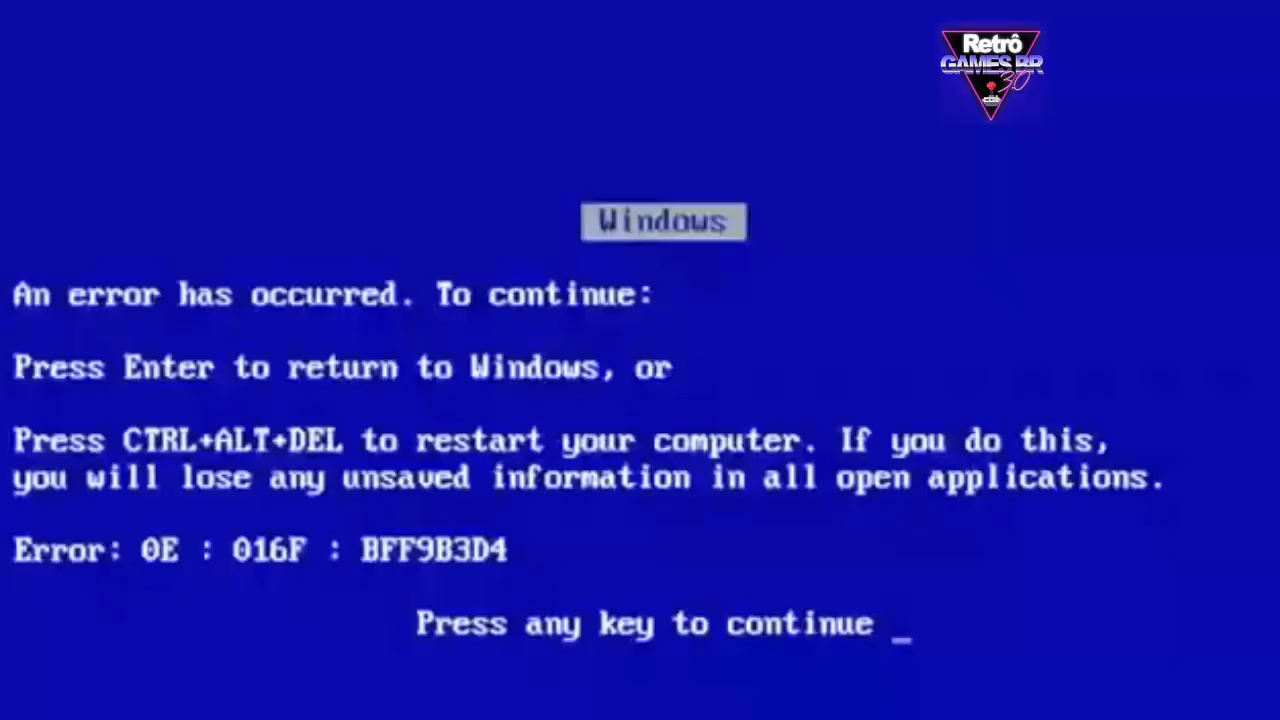 Retrô
GAMES BR
3.0
Windows
An error has occurred. To continue:
Press Enter to return to Windows, or
Press CTRL+ALT+DEL to restart your computer. If you do this,
you will lose any unsaved information in all open applications.
Error: 0E : 016F : BFF9B3D4
Press any key to continue _